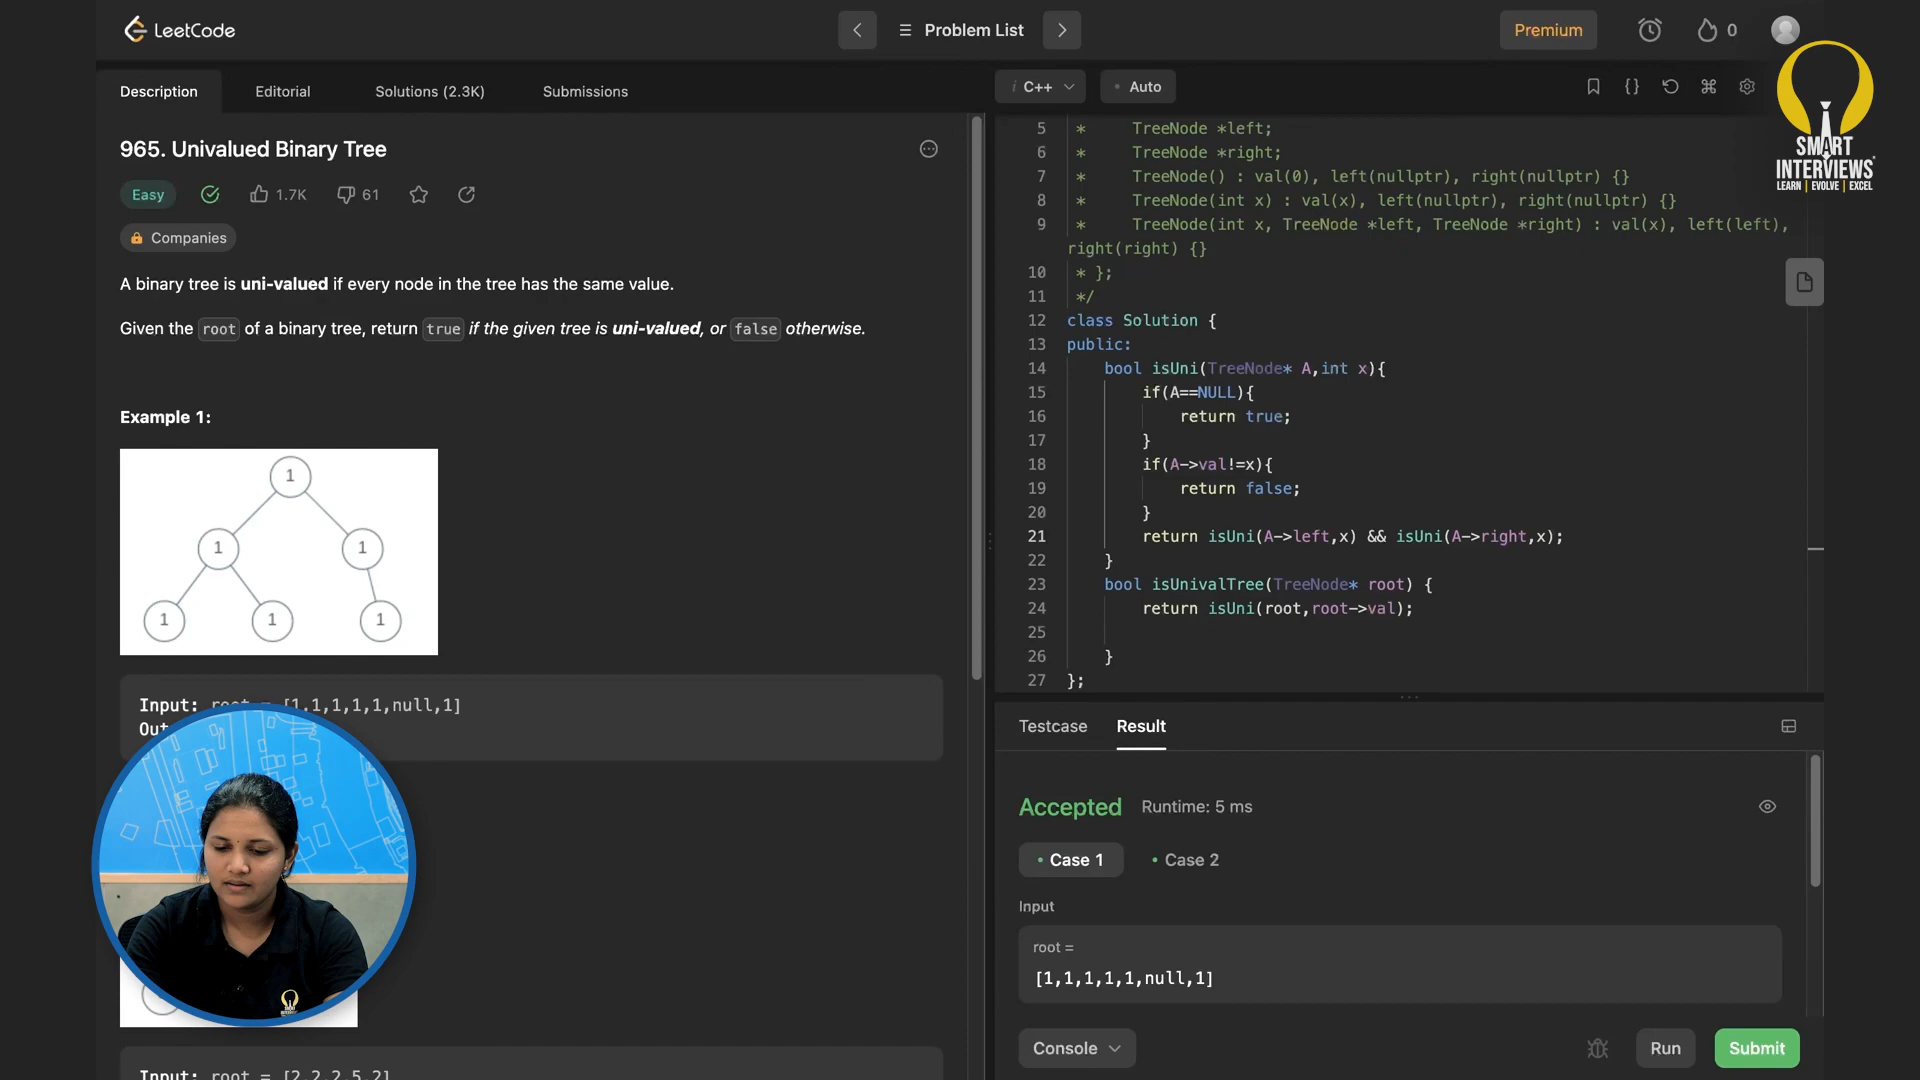 LeetCode
Problem List
Premium
0
Description
Editorial
Solutions (2.3K)
Submissions
965. Univalued Binary Tree
Easy
1.7K
61
Companies
A binary tree is uni-valued if every node in the tree has the same value.
Given the root of a binary tree, return true if the given tree is uni-valued, or false otherwise.
Example 1:
1
1 1
1 1 1
Input: root = [1,1,1,1,1,null,1]
Out
Input: root = [2,2,2,5,2]
i C++
Auto
SMART
INTERVIEWS
LEARN | EVOLVE | EXCEL
5 * TreeNode *left;
6 * TreeNode *right;
7 * TreeNode() : val(0), left(nullptr), right(nullptr) {}
8 * TreeNode(int x) : val(x), left(nullptr), right(nullptr) {}
9 * TreeNode(int x, TreeNode *left, TreeNode *right) : val(x), left(left),
right(right) {}
10 * };
11 */
12 class Solution {
13 public:
14 bool isUni(TreeNode* A,int x){
15 if(A==NULL){
16 return true;
17 }
18 if(A->val!=x){
19 return false;
20 }
21 return isUni(A->left,x) && isUni(A->right,x);
22 }
23 bool isUnivalTree(TreeNode* root) {
24 return isUni(root,root->val);
25
26 }
27 };
Testcase
Result
Accepted
Runtime: 5 ms
Case 1
Case 2
Input
root =
[1,1,1,1,1,null,1]
Console
Run
Submit